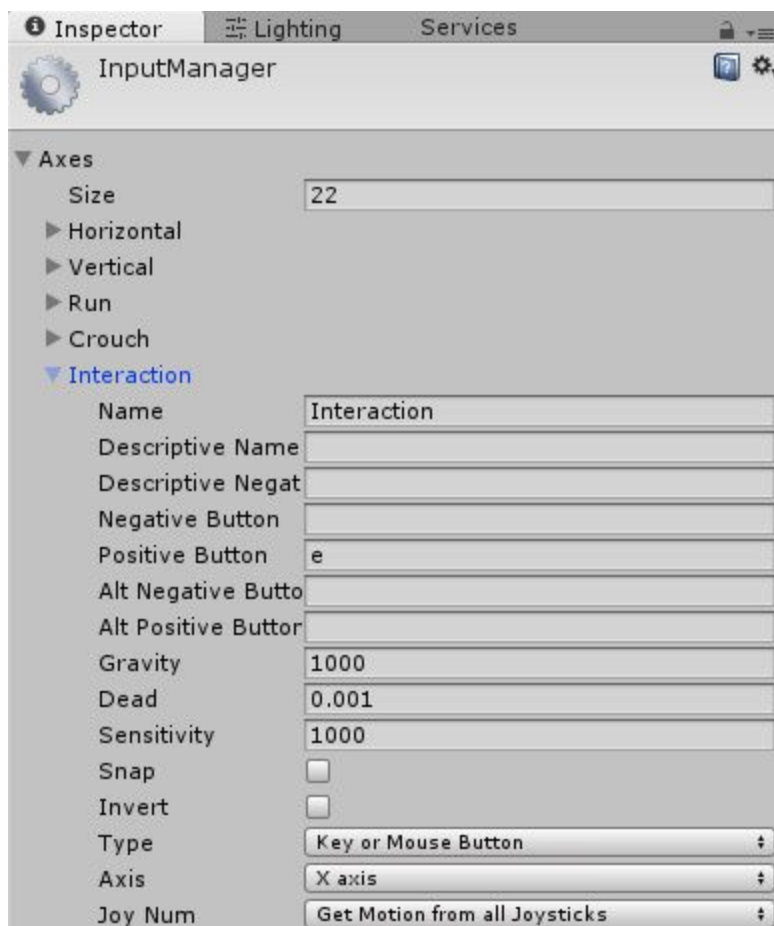 Inspector Lighting Services
InputManager
Axes
Size 22
Horizontal
Vertical
Run
Crouch
Interaction
Name Interaction
Descriptive Name
Descriptive Negat
Negative Button
Positive Button e
Alt Negative Butto
Alt Positive Button
Gravity 1000
Dead 0.001
Sensitivity 1000
Snap
Invert
Type Key or Mouse Button
Axis X axis
Joy Num Get Motion from all Joysticks